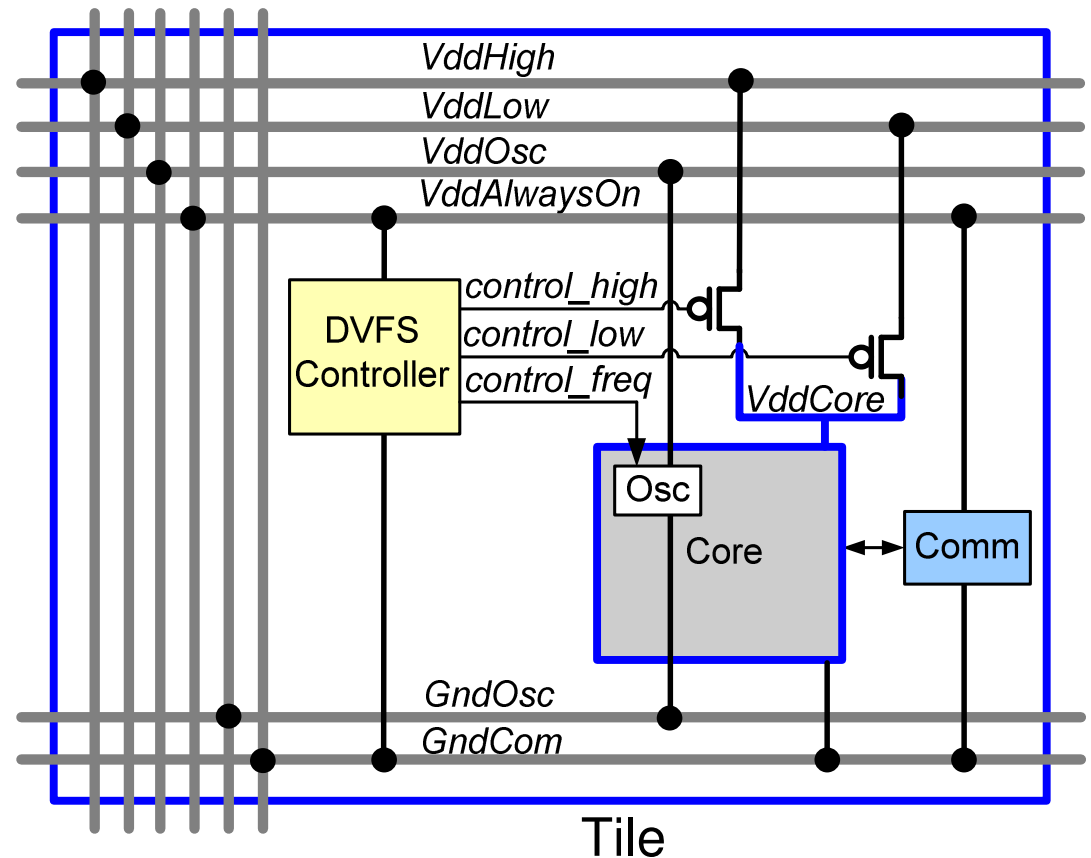 VddHigh
VddLow
VddOsc
VddAlwaysOn
control_high
DVFS
Controller
control_low
control_freq
VddCore
Osc
Core
Comm
GndOsc
GndCom
Tile